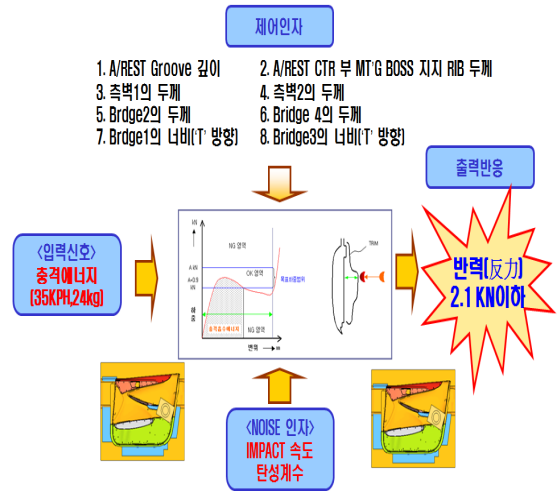 제어인자
1. A/REST Groove 깊이
2. A/REST CTR 부 MT'G BOSS 지지 RIB 두께
3. 측벽1의 두께
4. 측벽2의 두께
5. Brdge2의 두께
6. Bridge 4의 두께
7. Brdge1의 너비('T' 방향)
8. Bridge3의 너비('T' 방향)
출력반응
<입력신호>
충격에너지
(35KPH,24kg)
kN
NG 영역
A kN
OK 영역
kN
하중
NG 영역
변위
TRIM
반력(反力)
2.1 KN이하
<NOISE 인자>
IMPACT 속도
탄성계수